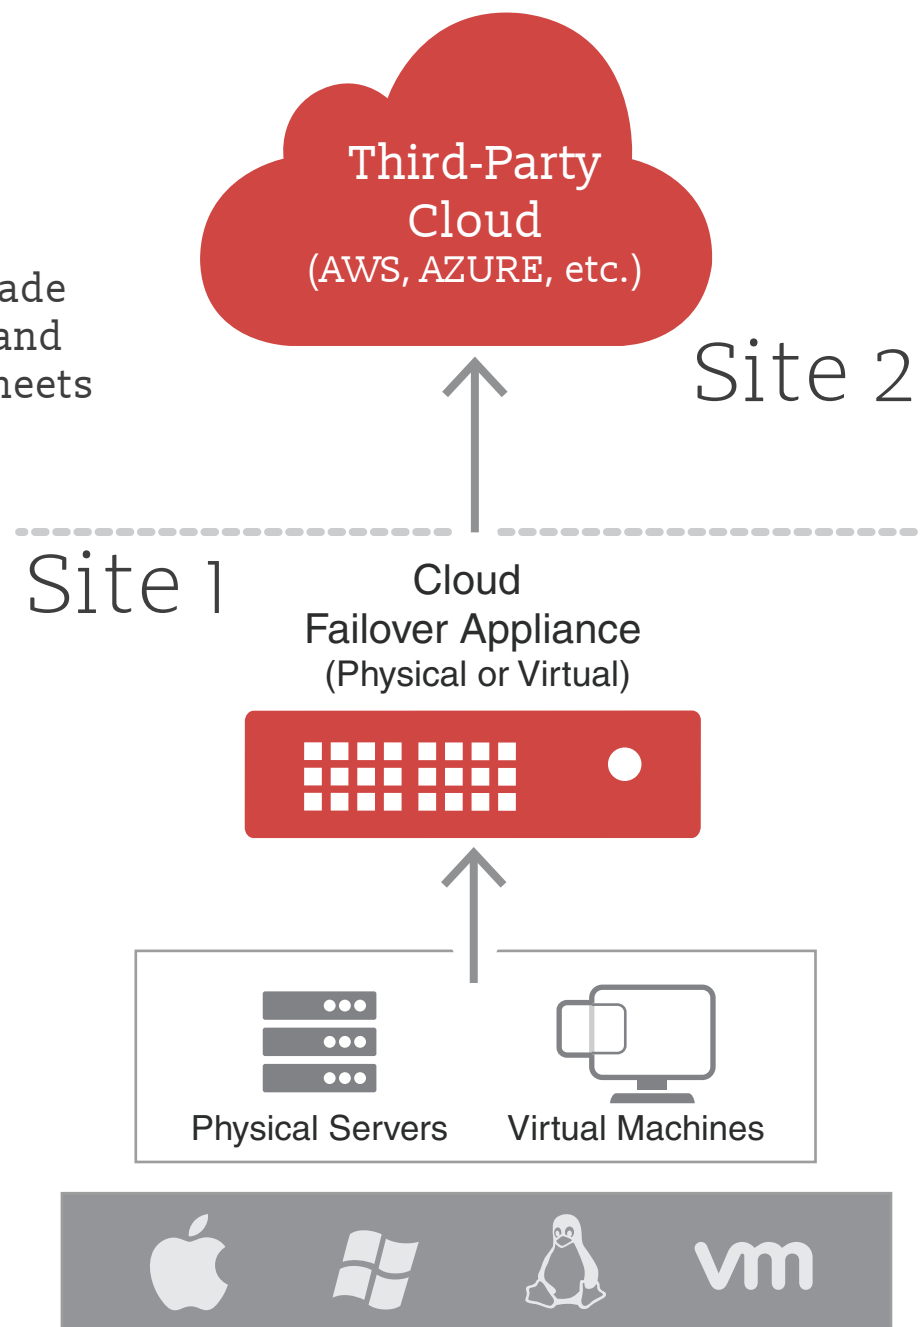 Third-Party
Cloud
(AWS, AZURE, etc.)
ade
and
neets
Site 2
Site 1
Cloud
Failover Appliance
(Physical or Virtual)
Physical Servers
Virtual Machines
vm